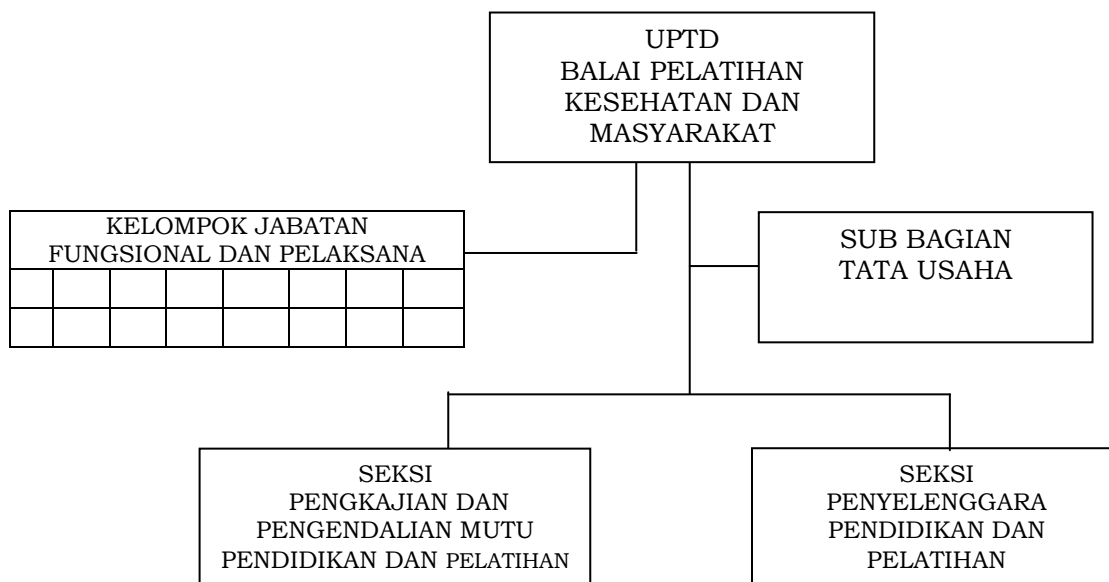 UPTD
BALAI PELATIHAN
KESEHATAN DAN
MASYARAKAT
KELOMPOK JABATAN
FUNGSIONAL DAN PELAKSANA
SUB BAGIAN
TATA USAHA
SEKSI
PENGKAJIAN DAN
PENGENDALIAN MUTU
PENDIDIKAN DAN PELATIHAN
SEKSI
PENYELENGGARA
PENDIDIKAN DAN
PELATIHAN